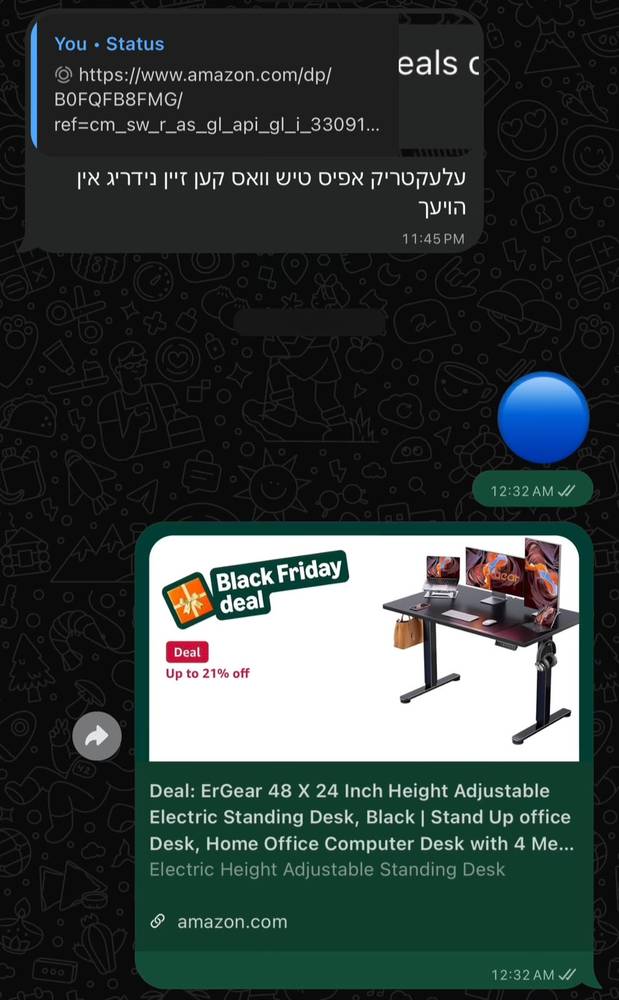 You • Status
https://www.amazon.com/dp/
B0FQFB8FMG/
ref=cm_sw_r_as_gl_api_gl_i_33091...
eals
עלעקטריק אפיס טיש וואס קען זיין נידריג אין
הויעך
11:45 PM
12:32 AM
Black Friday
deal
Deal
Up to 21% off
Deal: ErGear 48 X 24 Inch Height Adjustable
Electric Standing Desk, Black | Stand Up office
Desk, Home Office Computer Desk with 4 Me...
Electric Height Adjustable Standing Desk
amazon.com
12:32 AM